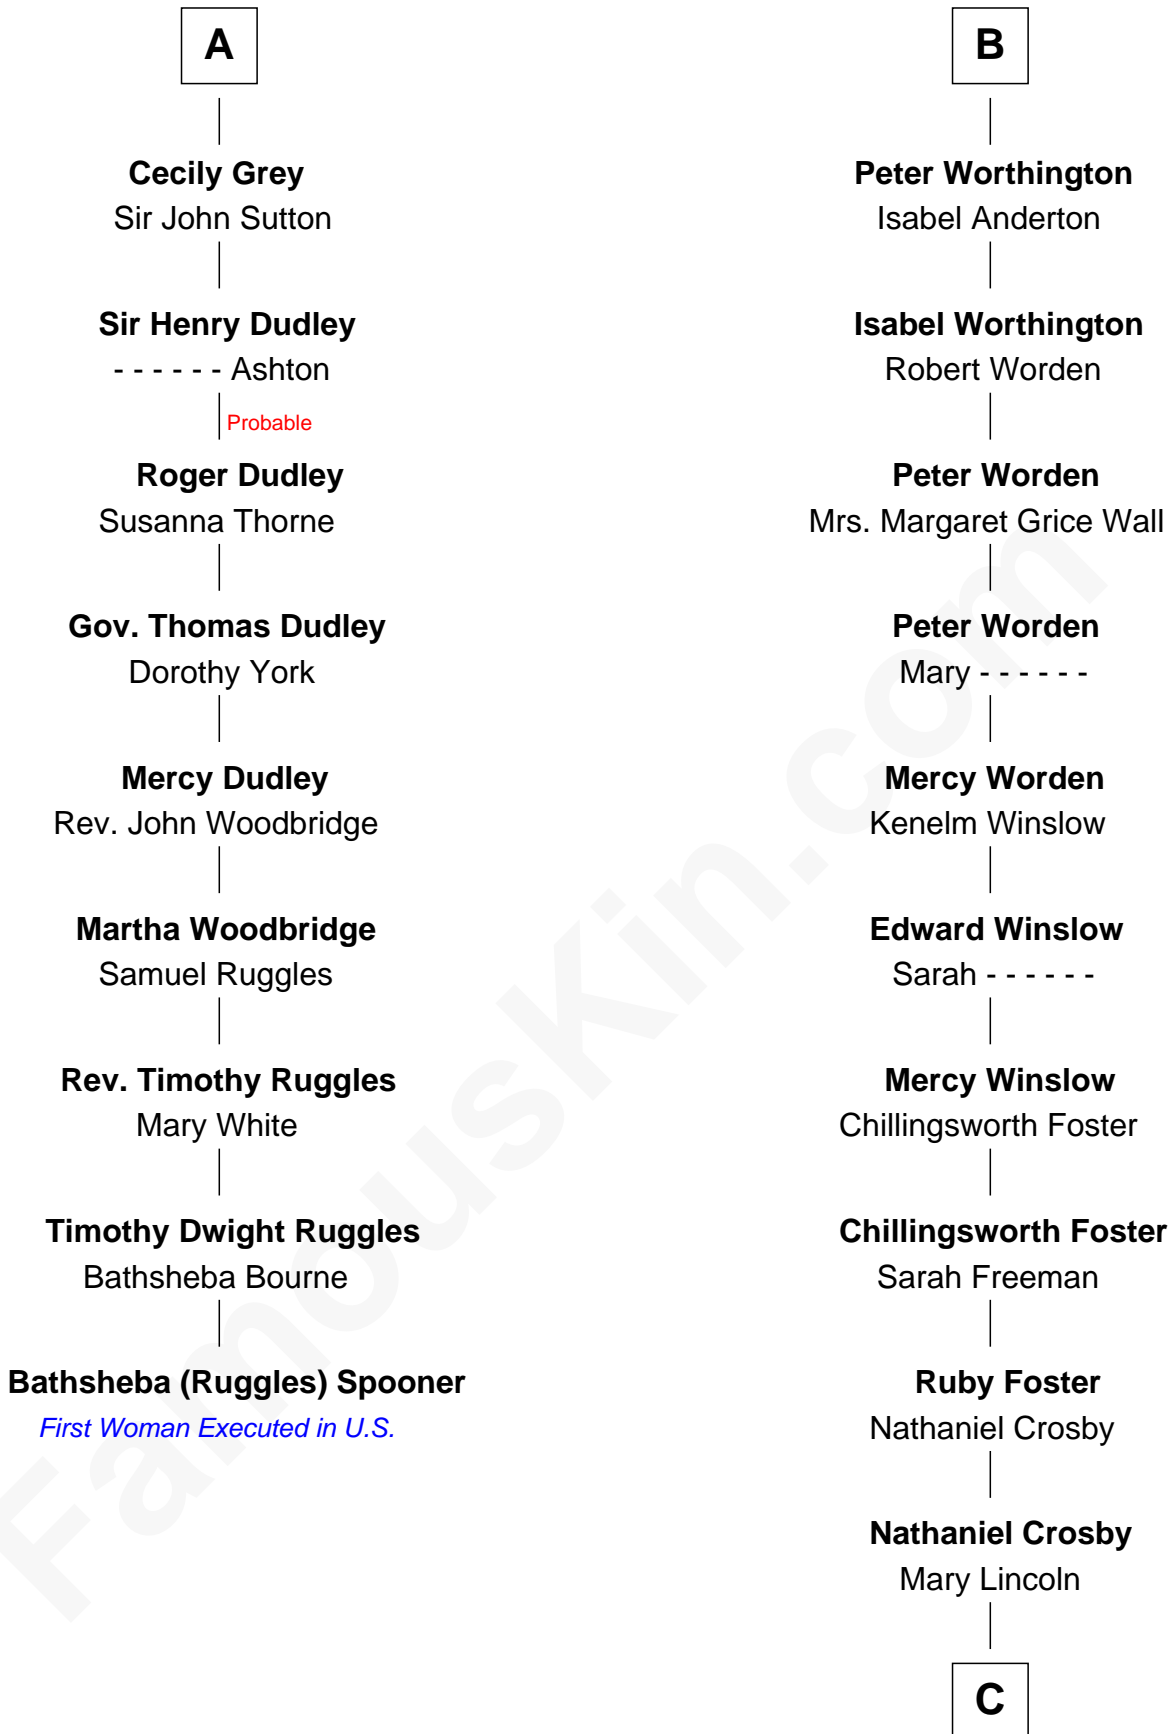 A
Cecily Grey
Sir John Sutton
Sir Henry Dudley
- - - - - - Ashton
Probable
Roger Dudley
Susanna Thorne
Gov. Thomas Dudley
Dorothy York
Mercy Dudley
Rev. John Woodbridge
Martha Woodbridge
Samuel Ruggles
Rev. Timothy Ruggles
Mary White
Timothy Dwight Ruggles
Bathsheba Bourne
Bathsheba (Ruggles) Spooner
First Woman Executed in U.S.
B
Peter Worthington
Isabel Anderton
Isabel Worthington
Robert Worden
Peter Worden
Mrs. Margaret Grice Wall
Peter Worden
Mary - - - - - -
Mercy Worden
Kenelm Winslow
Edward Winslow
Sarah - - - - - -
Mercy Winslow
Chillingsworth Foster
Chillingsworth Foster
Sarah Freeman
Ruby Foster
Nathaniel Crosby
Nathaniel Crosby
Mary Lincoln
C
FamousKin.com